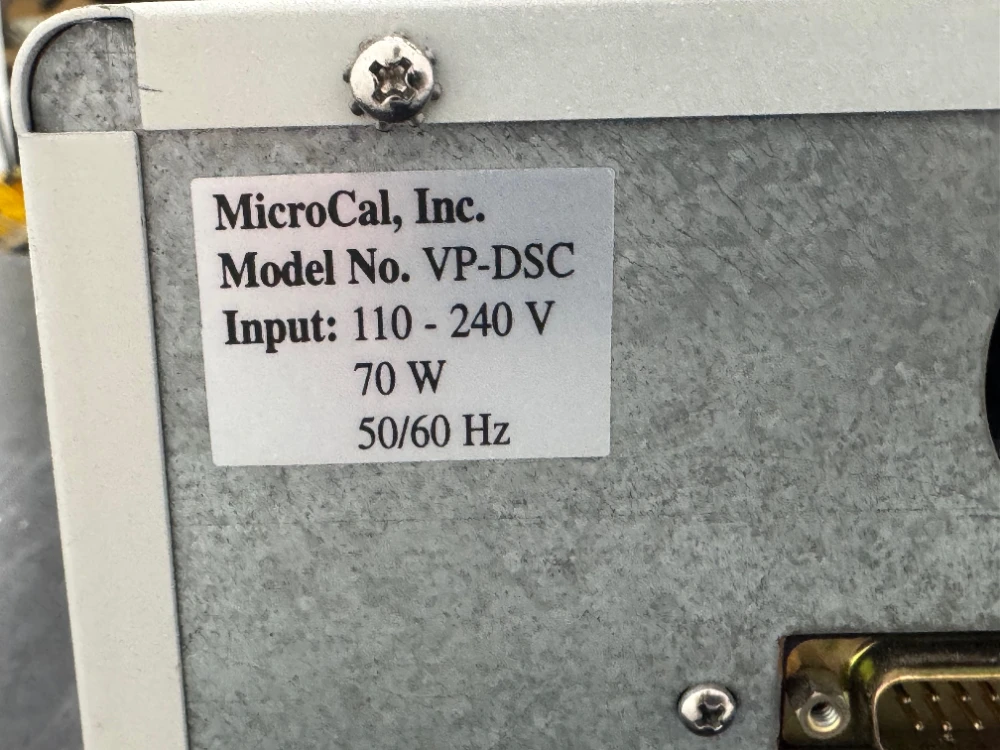 MicroCal, Inc.
Model No. VP-DSC
Input: 110 - 240 V
70 W
50/60 Hz